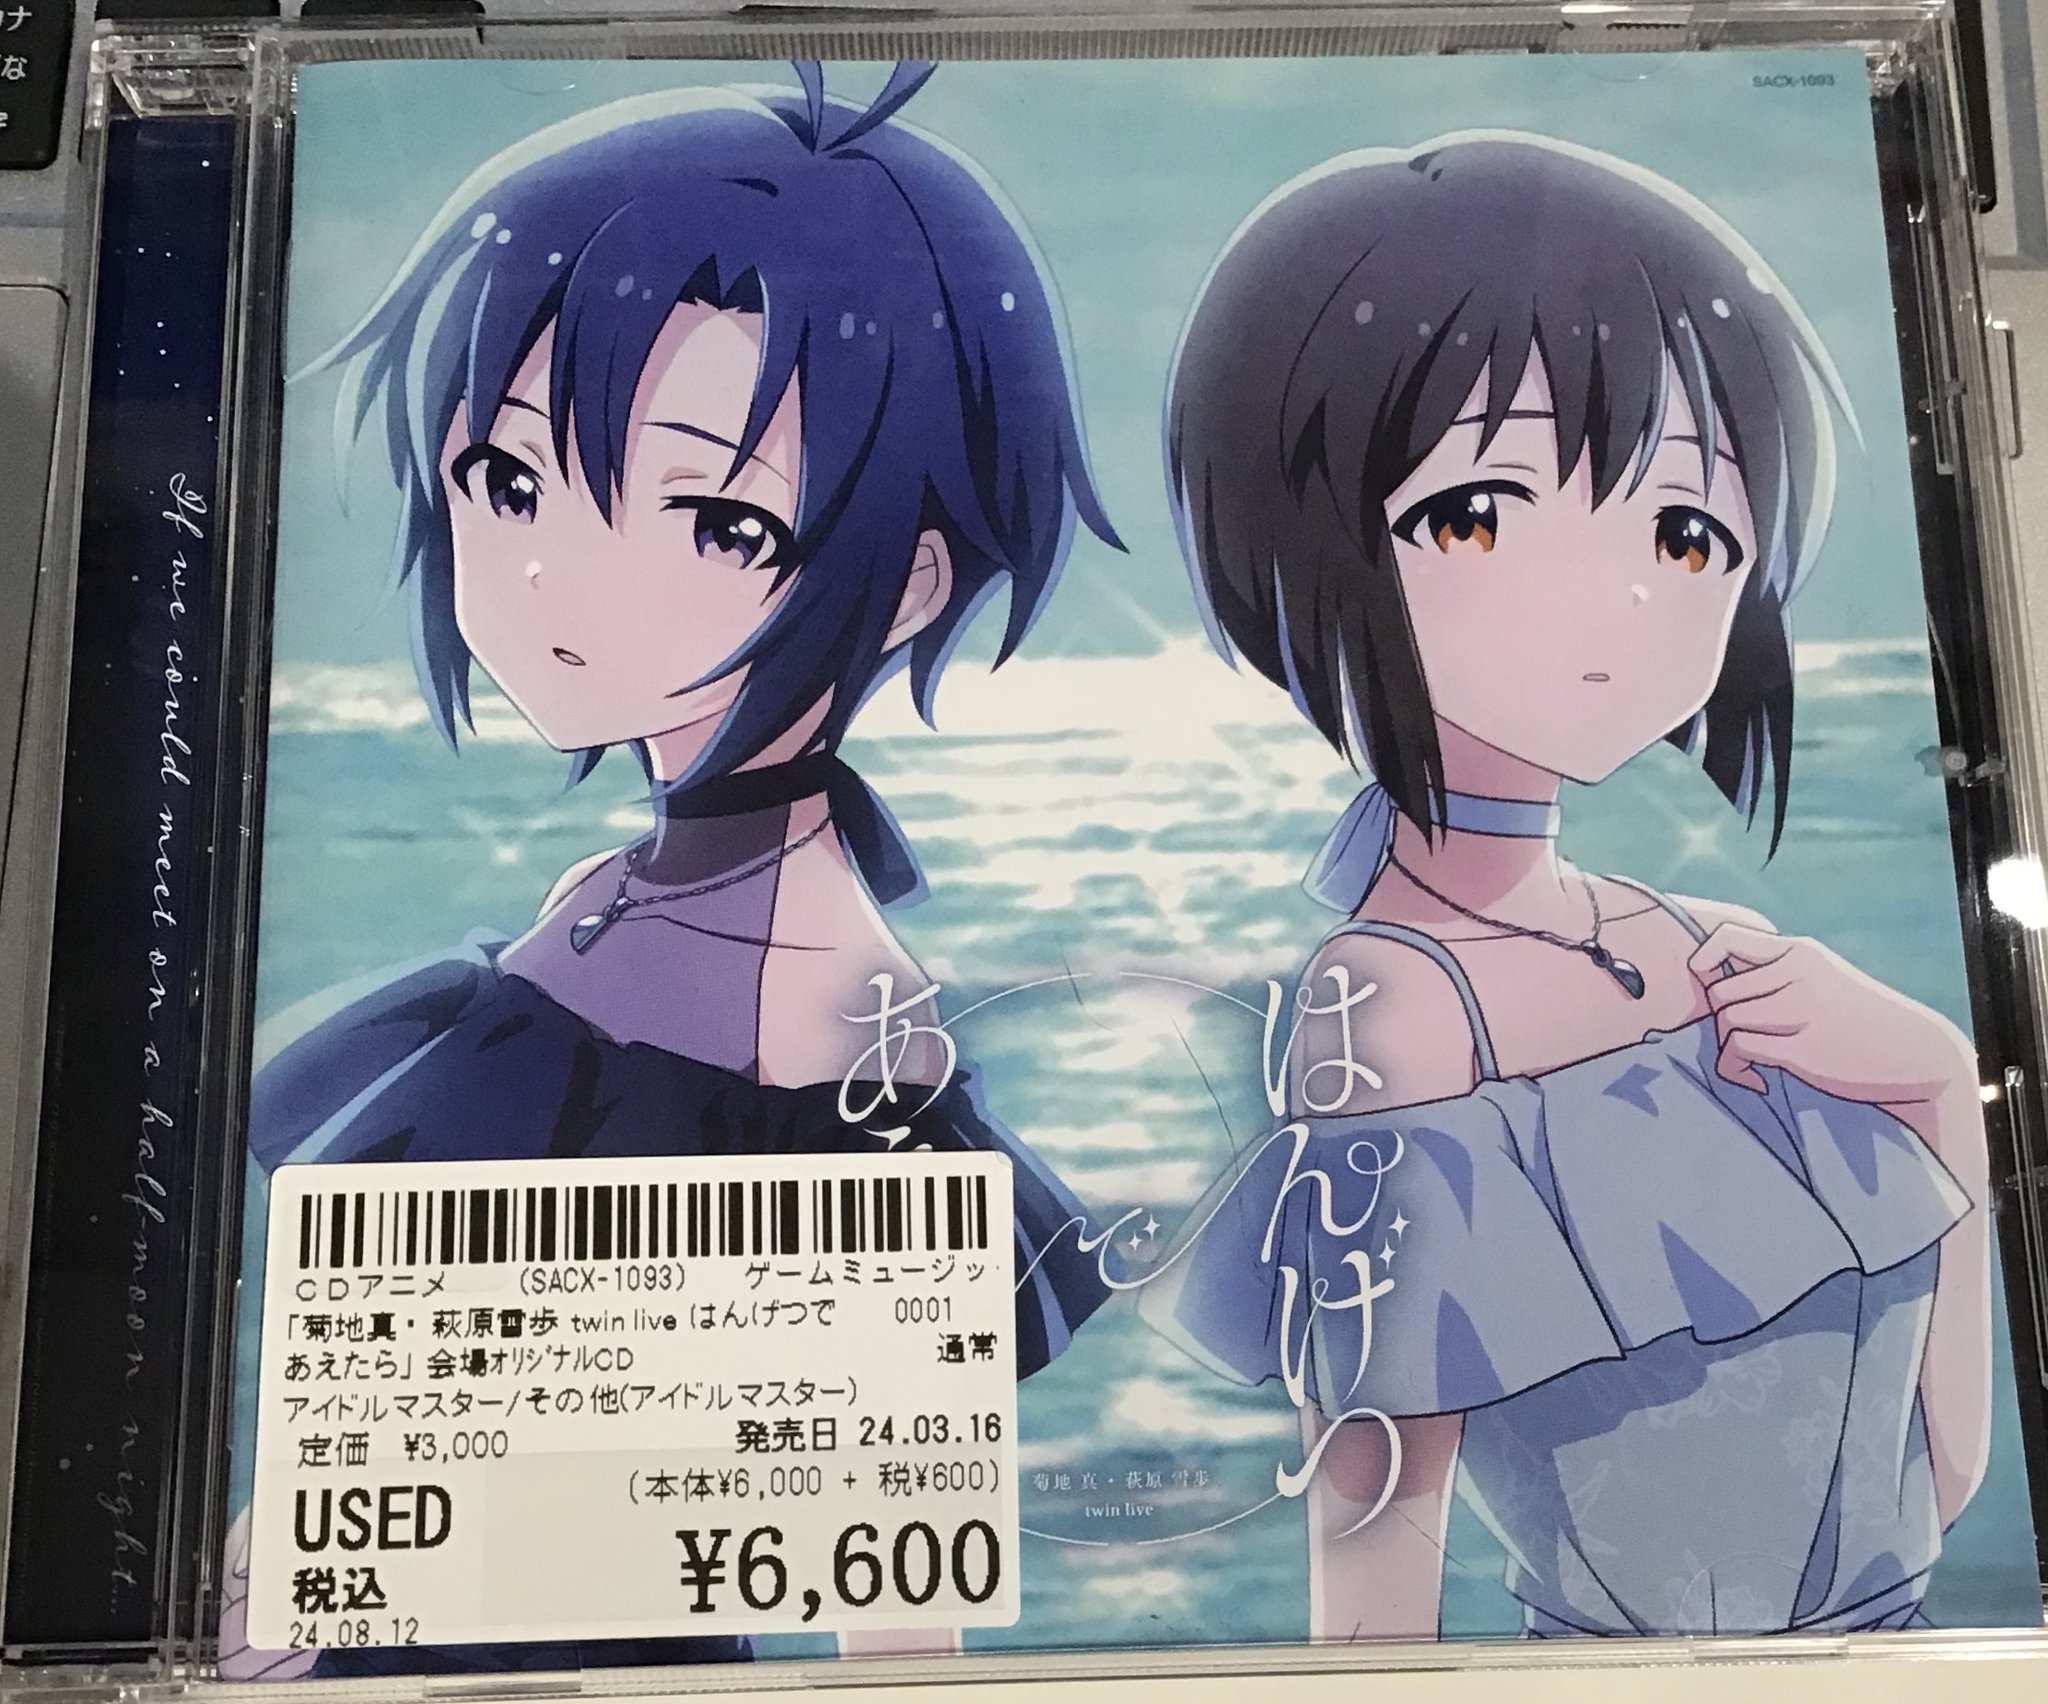 カナ
な
SACX-1093
If we could meet on a half-moon night...
はんげつ
で
あ
菊地 真・萩原 雪歩
twin live
CDアニメ (SACX-1093) ゲームミュージッ
「菊地真・萩原雪歩 twin live はんげつで 0001
あえたら」会場オリジナルCD 通常
アイドルマスター/その他(アイドルマスター)
定価 ¥3,000 発売日 24.03.16
(本体¥6,000 + 税¥600)
USED
税込 ¥6,600
24.08.12